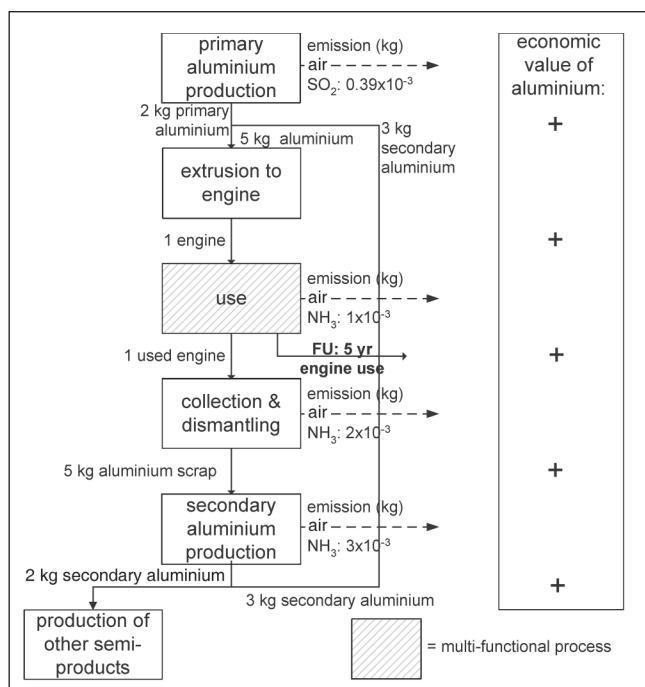 primary
aluminium
production
emission (kg)
air
SO₂: 0.39x10⁻³
economic
value of
aluminium:
2 kg primary
aluminium
5 kg aluminium
3 kg
secondary
aluminium
+
extrusion to
engine
1 engine
+
use
emission (kg)
air
NH₃: 1x10⁻³
1 used engine
FU: 5 yr
engine use
+
collection &
dismantling
emission (kg)
air
NH₃: 2x10⁻³
5 kg aluminium scrap
+
secondary
aluminium
production
emission (kg)
air
NH₃: 3x10⁻³
2 kg secondary aluminium
3 kg secondary aluminium
+
production of
other semi-
products
= multi-functional process